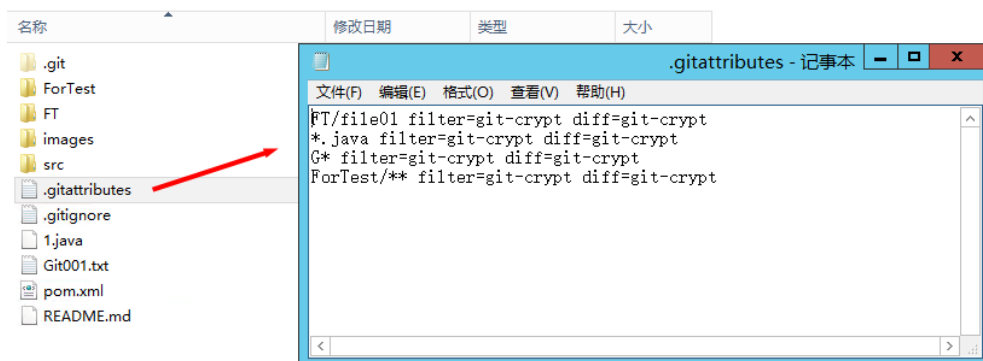 名称 修改日期 类型 大小
.git
ForTest
FT
images
src
.gitattributes
.gitignore
1.java
Git001.txt
pom.xml
README.md
.gitattributes - 记事本
文件(F) 编辑(E) 格式(O) 查看(V) 帮助(H)
FT/file01 filter=git-crypt diff=git-crypt
*.java filter=git-crypt diff=git-crypt
G* filter=git-crypt diff=git-crypt
ForTest/** filter=git-crypt diff=git-crypt